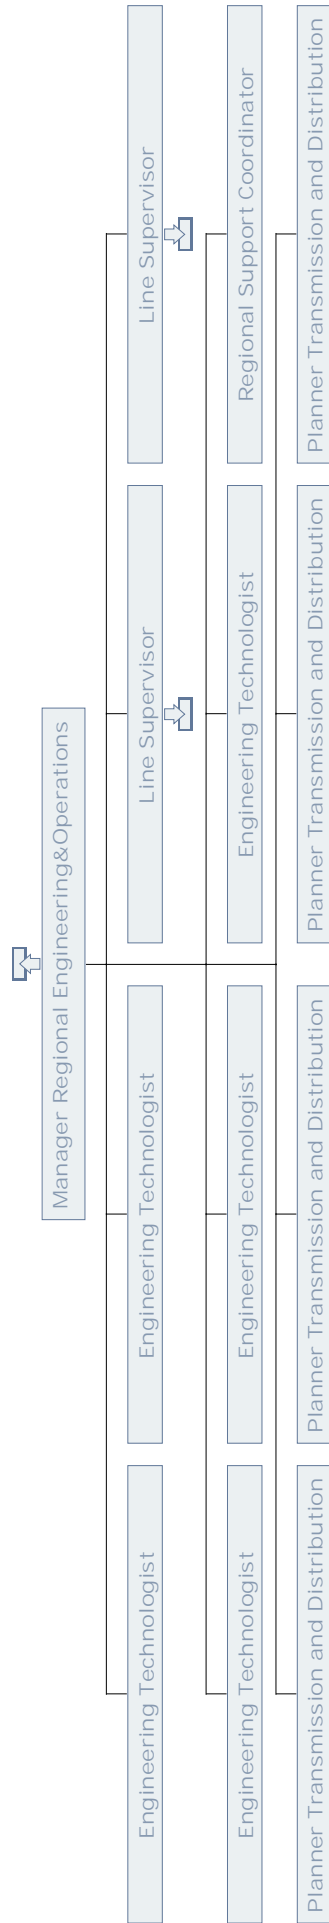 Manager Regional Engineering&Operations
Engineering Technologist
Engineering Technologist
Line Supervisor
Line Supervisor
Engineering Technologist
Engineering Technologist
Engineering Technologist
Regional Support Coordinator
Planner Transmission and Distribution
Planner Transmission and Distribution
Planner Transmission and Distribution
Planner Transmission and Distribution